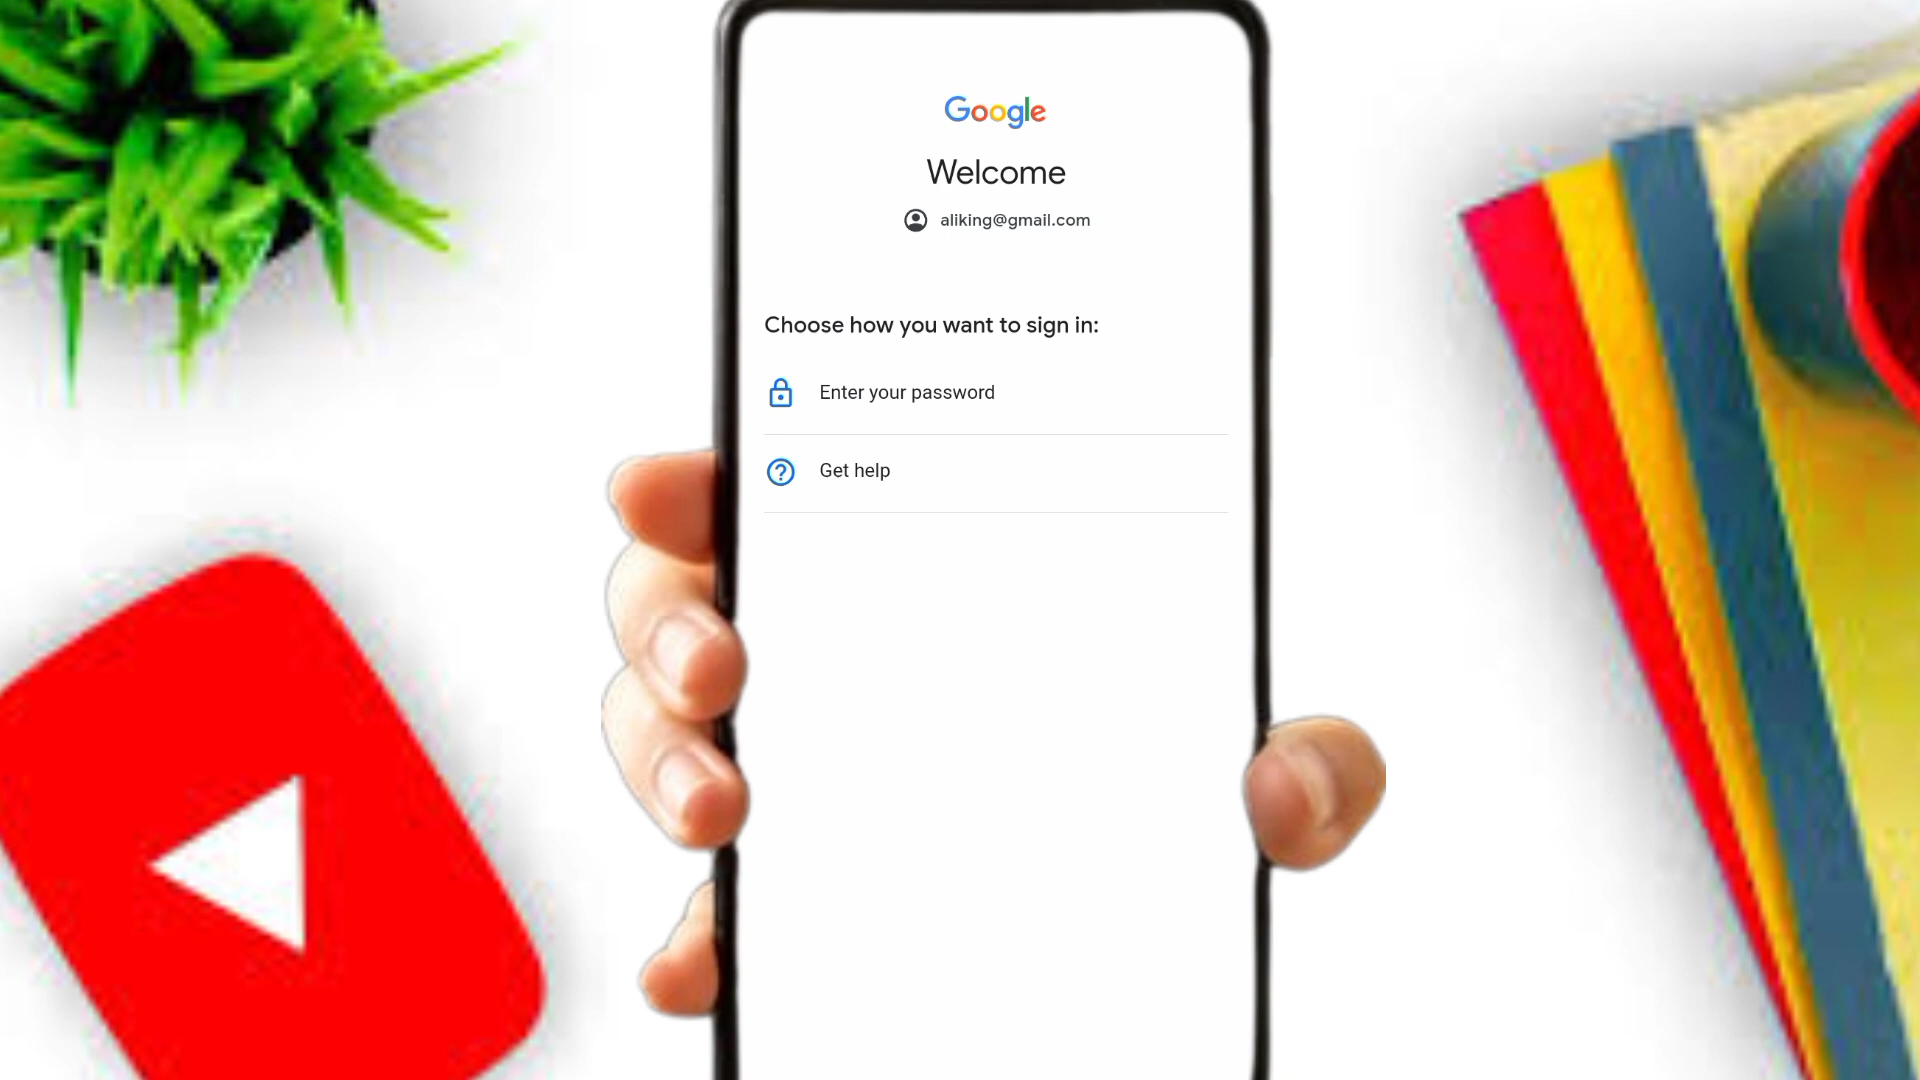 Google
Welcome
aliking@gmail.com
Choose how you want to sign in:
Enter your password
Get help